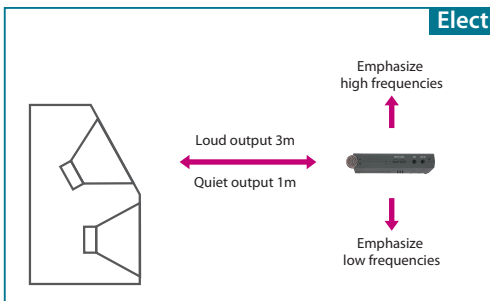 Elect
Emphasize
high frequencies
Loud output 3m
Quiet output 1m
Emphasize
low frequencies